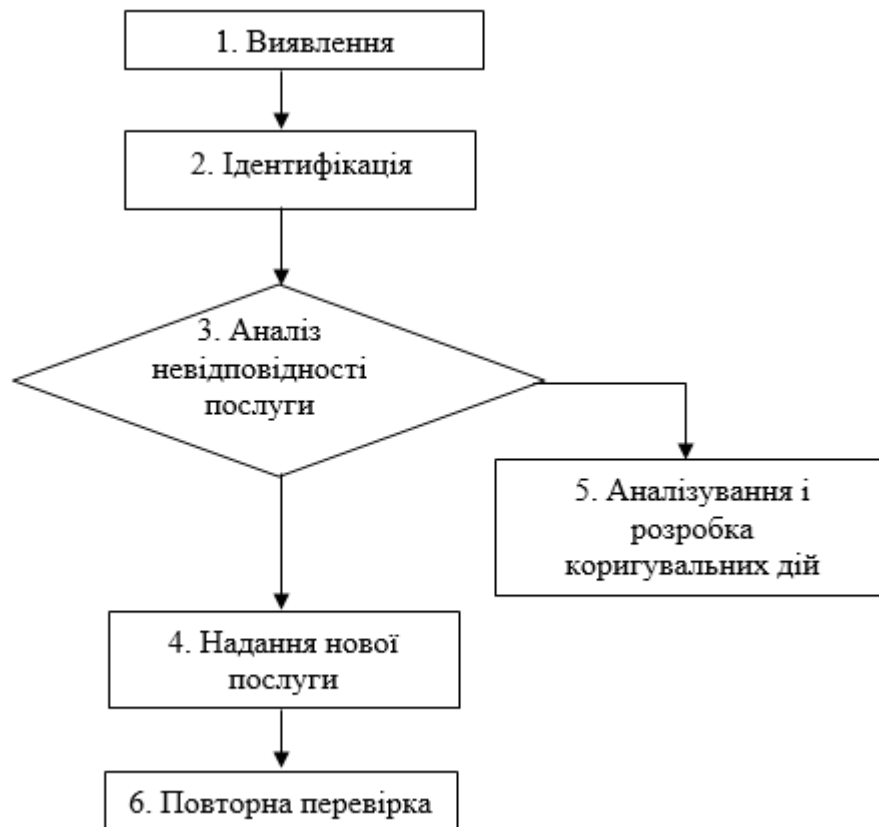 1. Виявлення
2. Ідентифікація
3. Аналіз
невідповідності
послуги
5. Аналізування і
розробка
коригувальних дій
4. Надання нової
послуги
6. Повторна перевірка